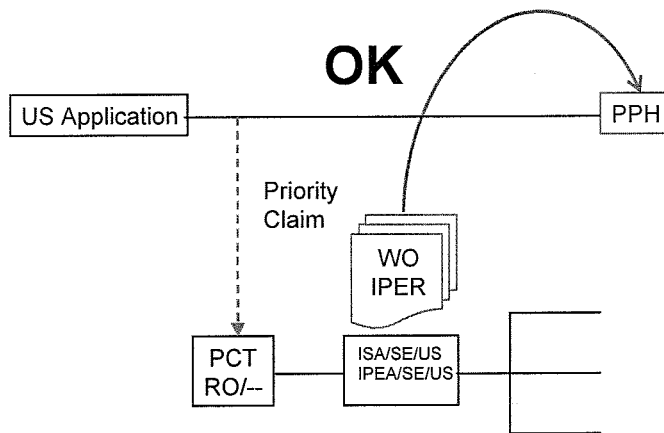 OK
US Application
PPH
Priority
Claim
WO
IPER
PCT
RO/--
ISA/SE/US
IPEA/SE/US